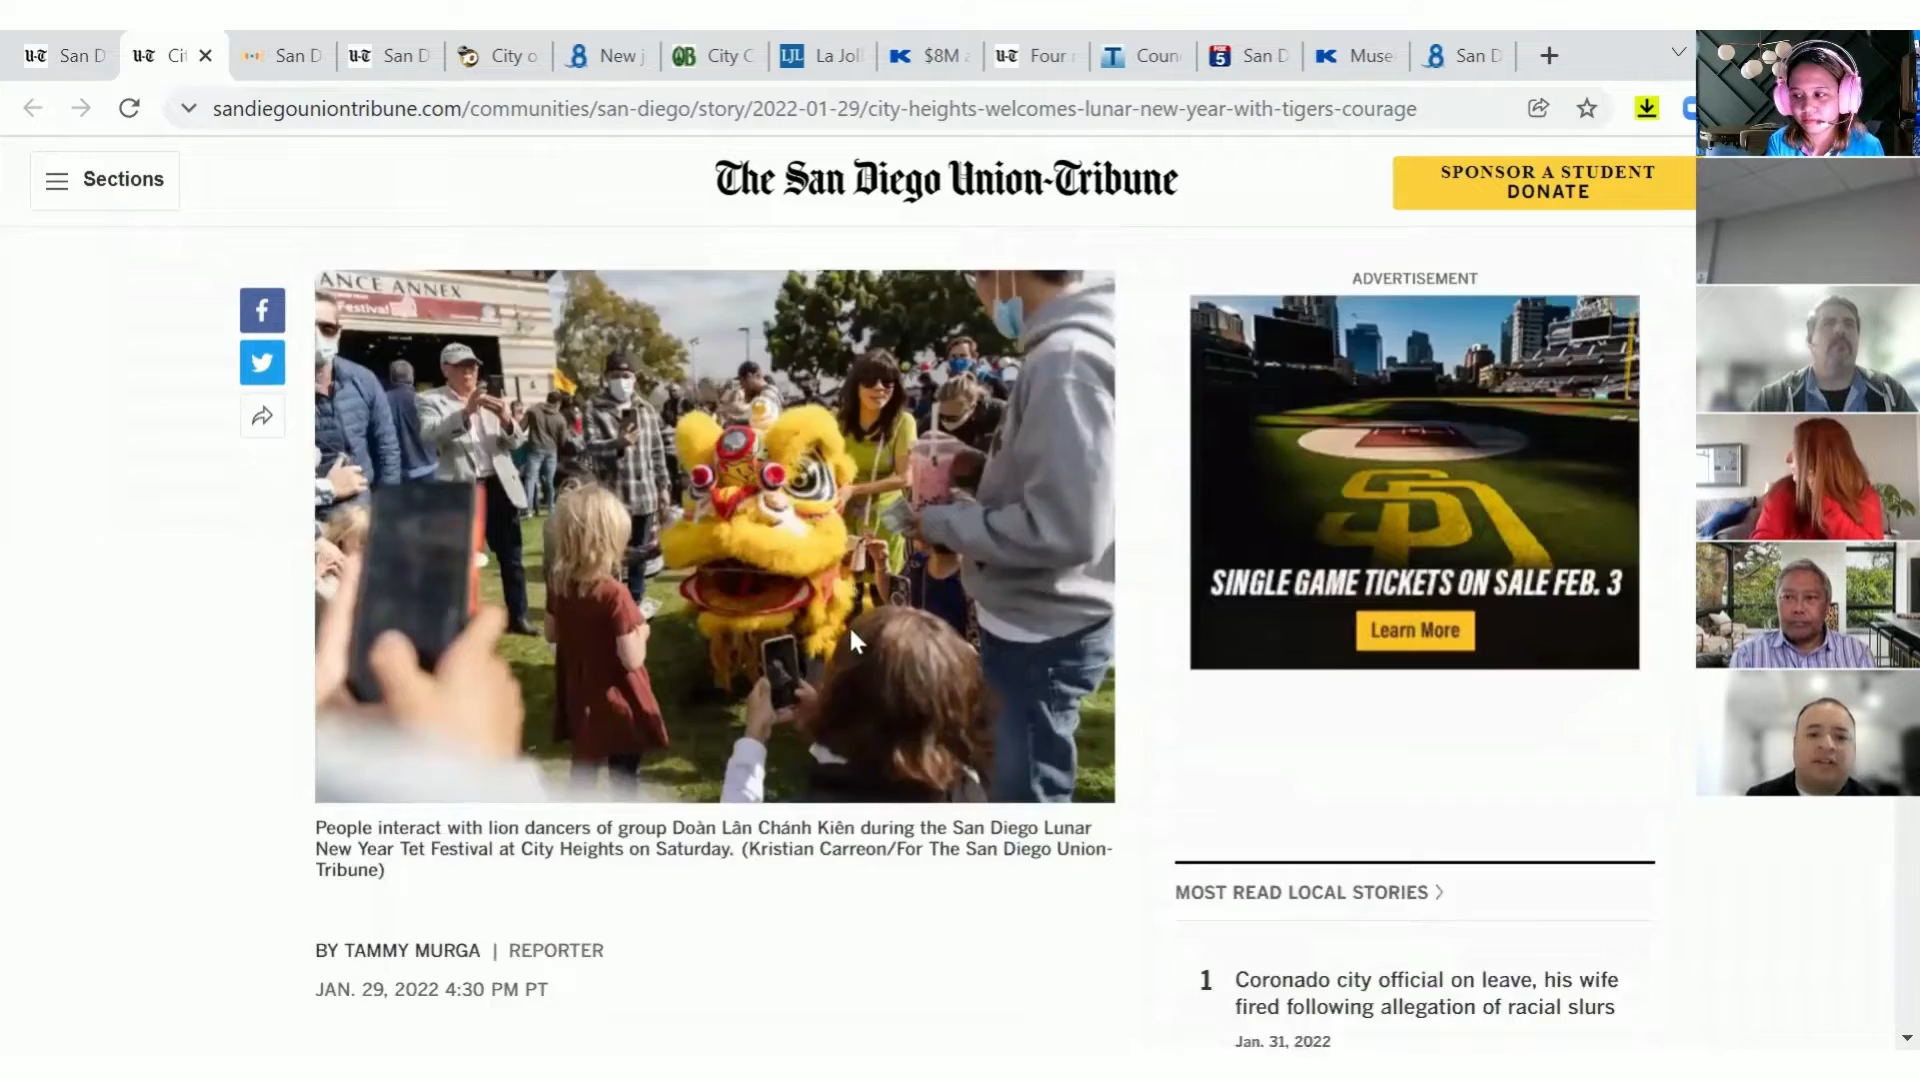 San D
Cit
San D
San D
City o
New j
City C
La Jol
$8M a
Four
Coun
San D
Muse
San D
sandiegouniontribune.com/communities/san-diego/story/2022-01-29/city-heights-welcomes-lunar-new-year-with-tigers-courage
Sections
The San Diego Union-Tribune
SPONSOR A STUDENT
DONATE
ANCE ANNEX
Festival
ADVERTISEMENT
SD
SINGLE GAME TICKETS ON SALE FEB. 3
Learn More
People interact with lion dancers of group Doàn Lân Chánh Kiên during the San Diego Lunar
New Year Tet Festival at City Heights on Saturday. (Kristian Carreon/For The San Diego Union-
Tribune)
BY TAMMY MURGA | REPORTER
JAN. 29, 2022 4:30 PM PT
MOST READ LOCAL STORIES
1 Coronado city official on leave, his wife
fired following allegation of racial slurs
Jan. 31, 2022